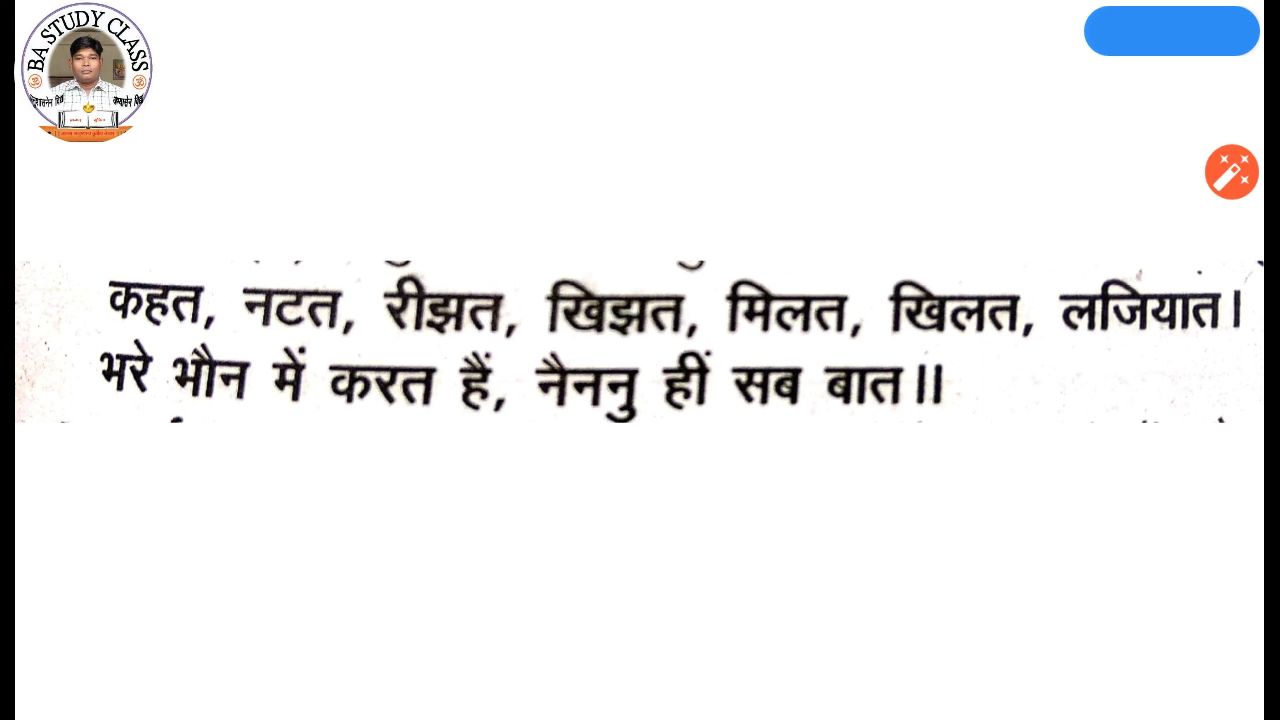 BA STUDY CLASS
कहत, नटत, रीझत, खिझत, मिलत, खिलत, लजियात।
भरे भौन में करत हैं, नैननु हीं सब बात॥